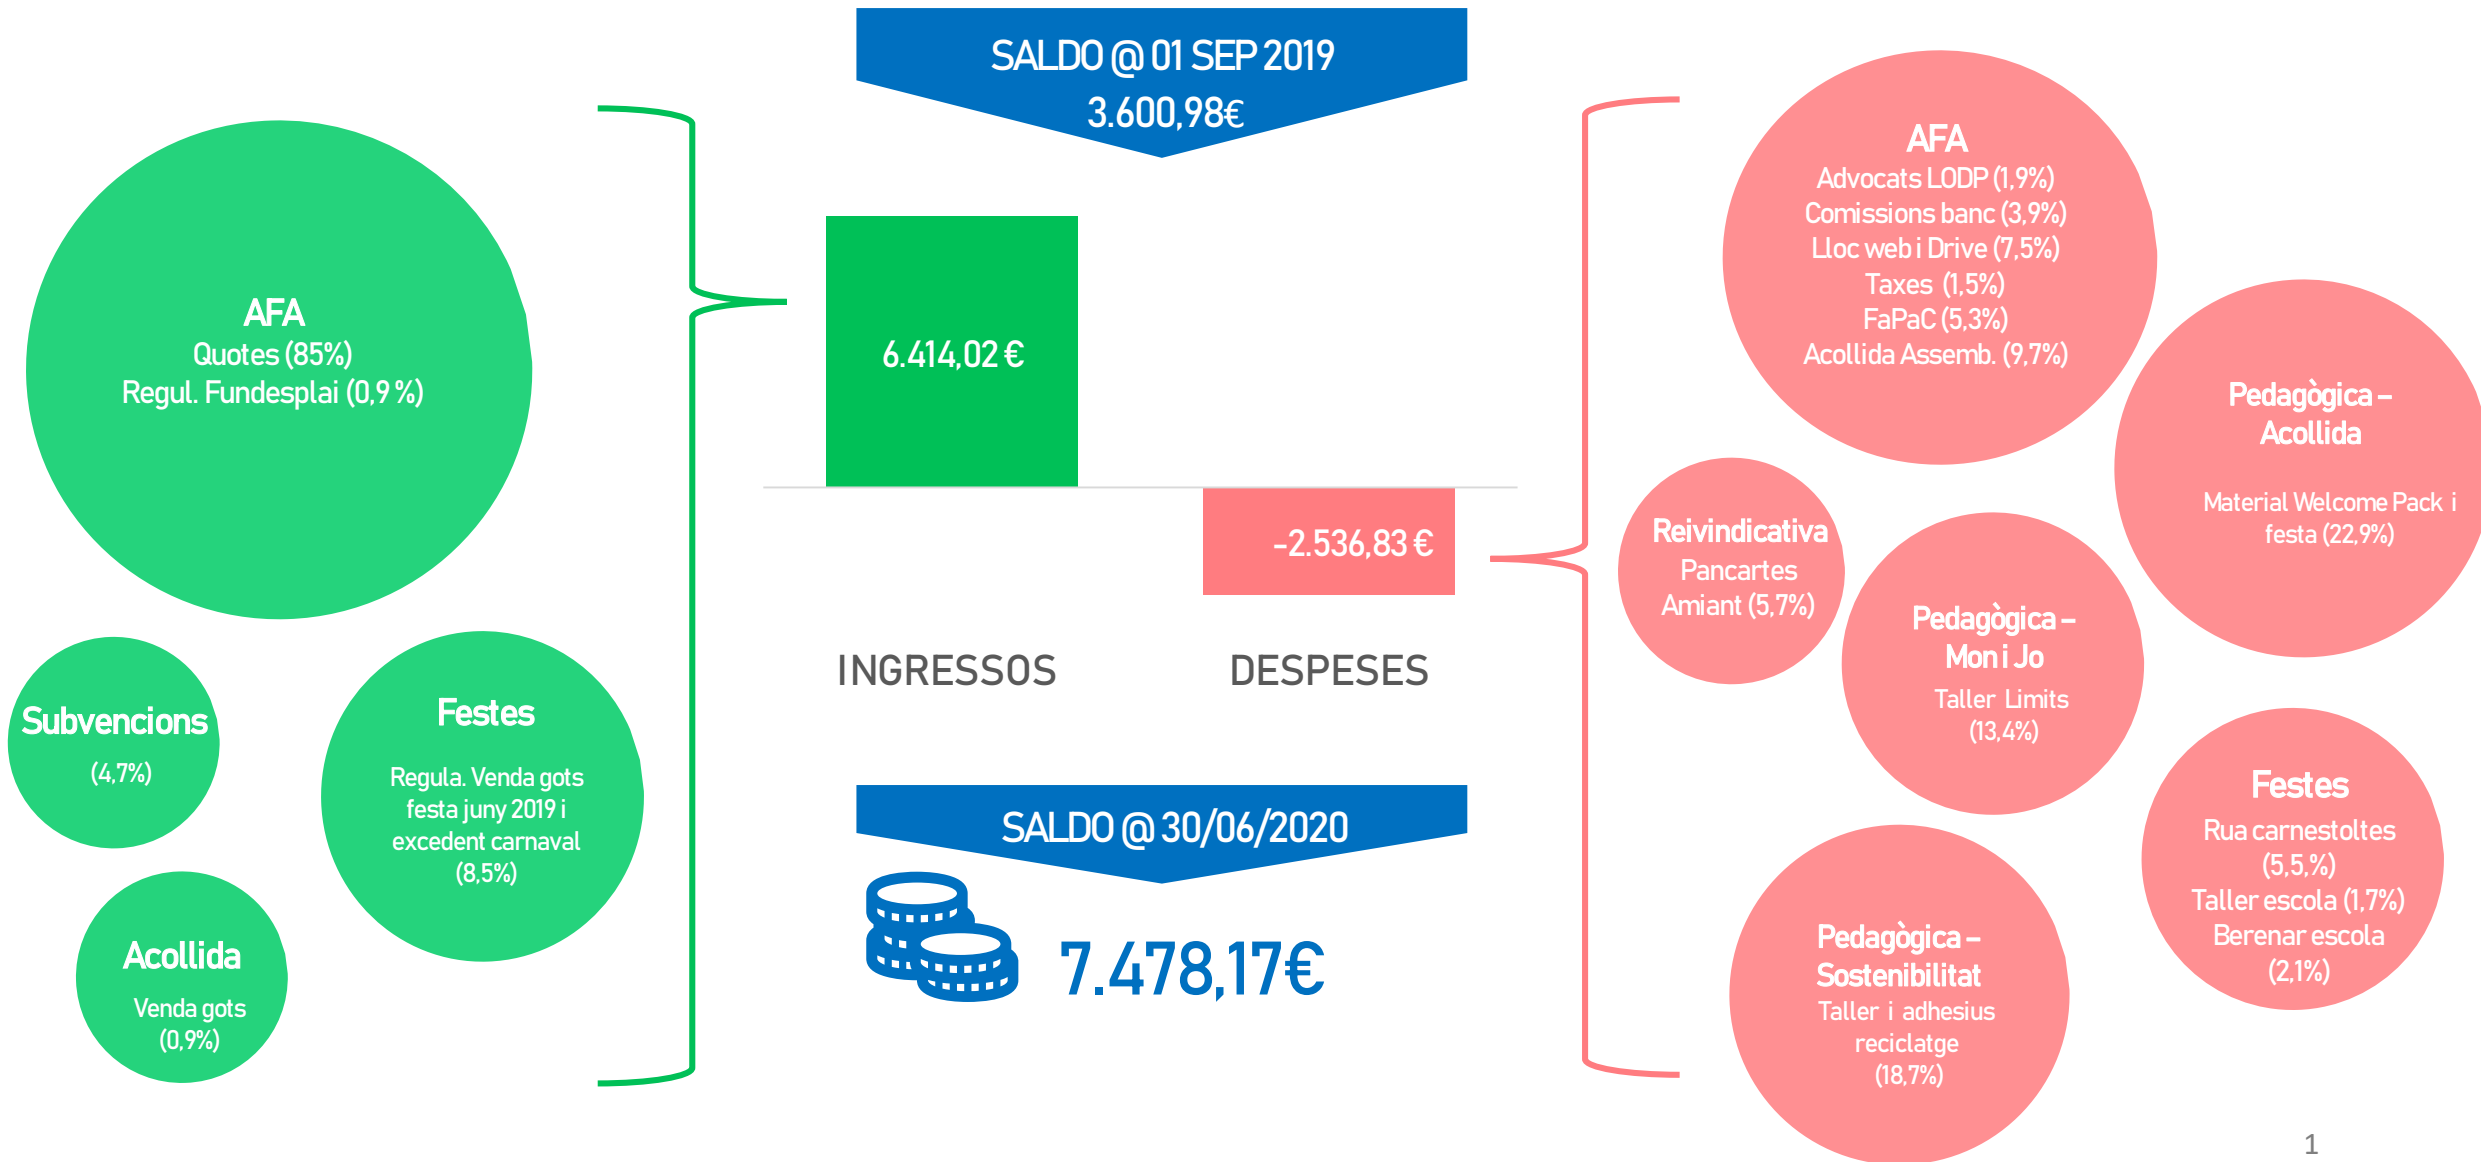 SALDO @ 01 SEP 2019
3.600,98€
AFA
Quotes (85%)
Regul. Fundesplai (0,9 %)
Subvencions
(4,7%)
Festes
Regula. Venda gots
festa juny 2019 i
excedent carnaval
(8,5%)
Acollida
Venda gots
(0,9%)
6.414,02 €
-2.536,83 €
INGRESSOS
DESPESES
SALDO @ 30/06/2020
7.478,17€
AFA
Advocats LODP (1,9%)
Comissions banc (3,9%)
Lloc web i Drive (7,5%)
Taxes (1,5%)
FaPaC (5,3%)
Acollida Assemb. (9,7%)
Pedagògica –
Acollida
Material Welcome Pack i
festa (22,9%)
Reivindicativa
Pancartes
Amiant (5,7%)
Pedagògica –
Mon i Jo
Taller Limits
(13,4%)
Festes
Rua carnestoltes
(5,5,%)
Taller escola (1,7%)
Berenar escola
(2,1%)
Pedagògica –
Sostenibilitat
Taller i adhesius
reciclatge
(18,7%)
1